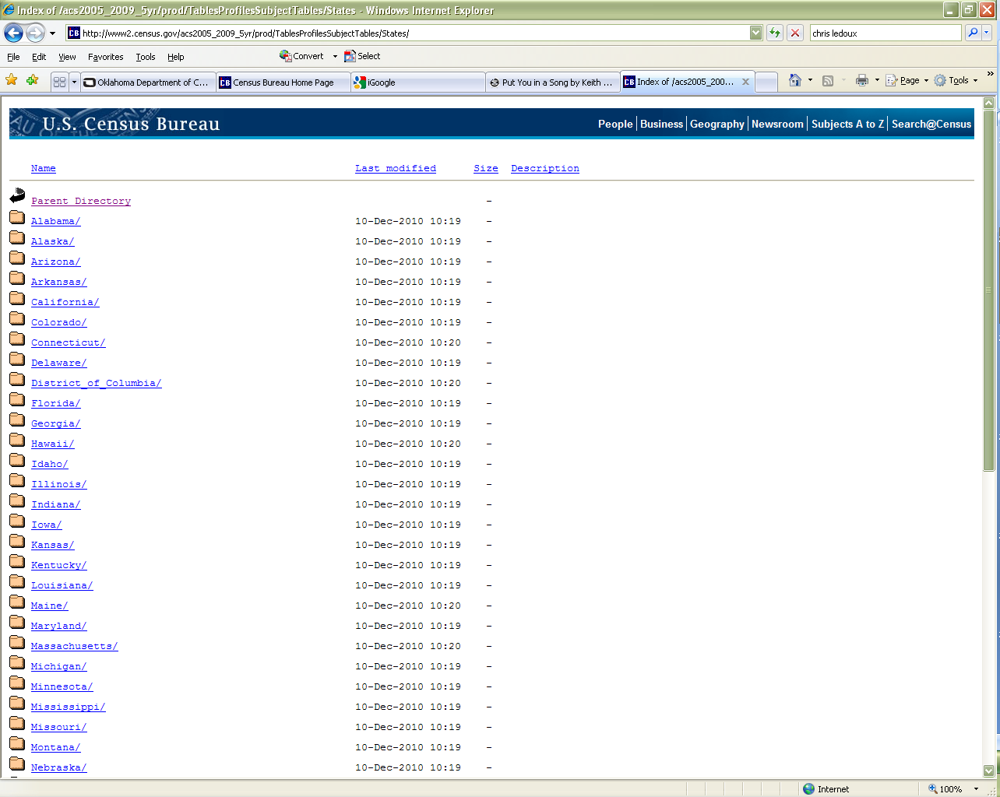 Index of /acs2005_2009_5yr/prod/TablesProfilesSubjectTables/States - Windows Internet Explorer
http://www2.census.gov/acs2005_2009_5yr/prod/TablesProfilesSubjectTables/States/ chris ledoux
File Edit View Favorites Tools Help Convert Select
Oklahoma Department of C... Census Bureau Home Page iGoogle Put You in a Song by Keith ... Index of /acs2005_200... Page Tools
U.S. Census Bureau People Business Geography Newsroom Subjects A to Z Search@Census
Name Last modified Size Description
Parent Directory -
Alabama/ 10-Dec-2010 10:19 -
Alaska/ 10-Dec-2010 10:19 -
Arizona/ 10-Dec-2010 10:19 -
Arkansas/ 10-Dec-2010 10:19 -
California/ 10-Dec-2010 10:19 -
Colorado/ 10-Dec-2010 10:19 -
Connecticut/ 10-Dec-2010 10:20 -
Delaware/ 10-Dec-2010 10:19 -
District_of_Columbia/ 10-Dec-2010 10:20 -
Florida/ 10-Dec-2010 10:19 -
Georgia/ 10-Dec-2010 10:19 -
Hawaii/ 10-Dec-2010 10:20 -
Idaho/ 10-Dec-2010 10:19 -
Illinois/ 10-Dec-2010 10:19 -
Indiana/ 10-Dec-2010 10:19 -
Iowa/ 10-Dec-2010 10:19 -
Kansas/ 10-Dec-2010 10:19 -
Kentucky/ 10-Dec-2010 10:19 -
Louisiana/ 10-Dec-2010 10:19 -
Maine/ 10-Dec-2010 10:20 -
Maryland/ 10-Dec-2010 10:19 -
Massachusetts/ 10-Dec-2010 10:20 -
Michigan/ 10-Dec-2010 10:19 -
Minnesota/ 10-Dec-2010 10:19 -
Mississippi/ 10-Dec-2010 10:19 -
Missouri/ 10-Dec-2010 10:19 -
Montana/ 10-Dec-2010 10:19 -
Nebraska/ 10-Dec-2010 10:19 -
Internet 100%